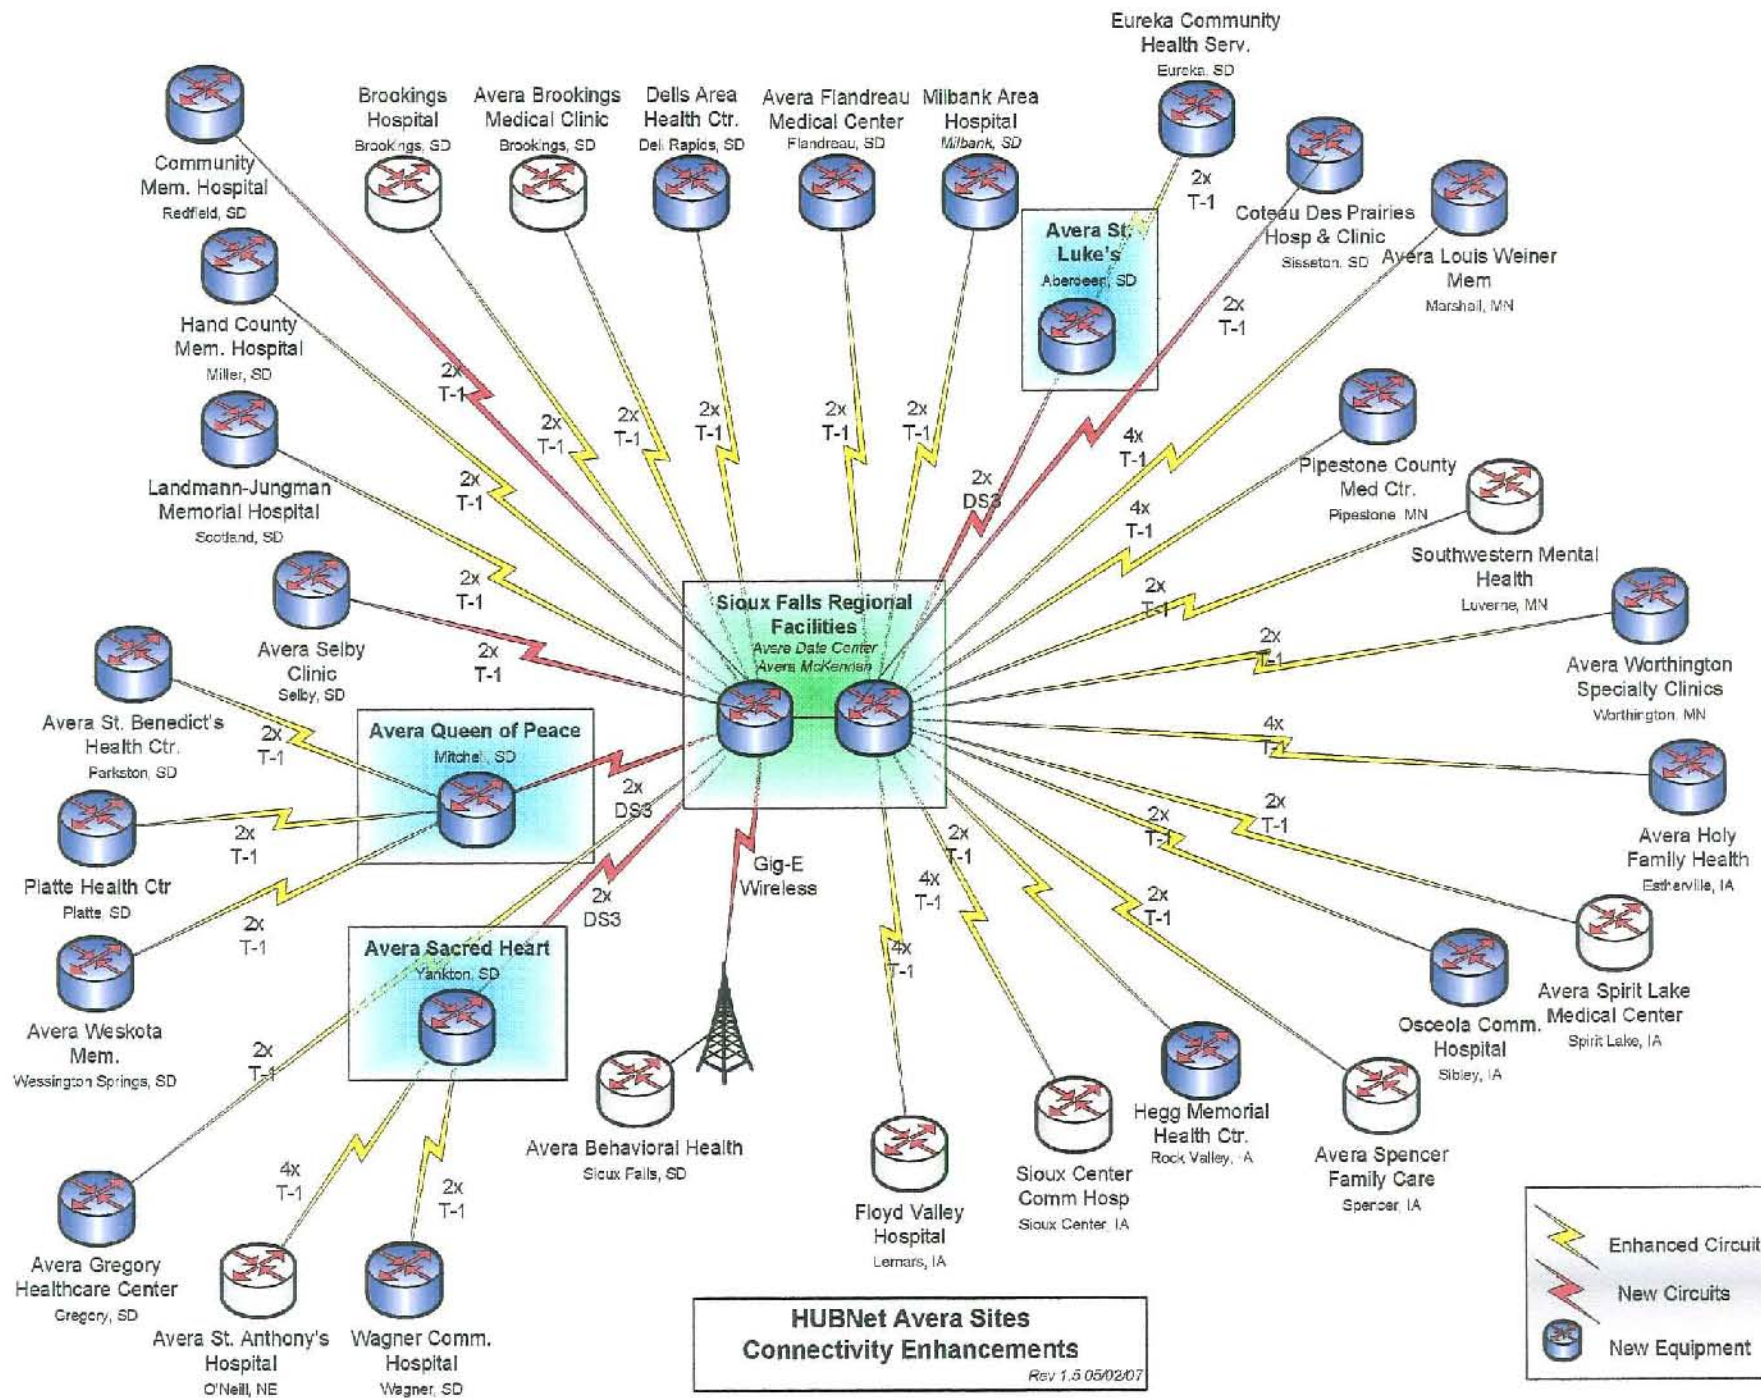 Eureka Community
Health Serv.
Eureka, SD
Brookings
Hospital
Brookings, SD
Avera Brookings
Medical Clinic
Brookings, SD
Dells Area
Health Ctr.
Dell Rapids, SD
Avera Flandreau
Medical Center
Flandreau, SD
Milbank Area
Hospital
Milbank, SD
Community
Mem. Hospital
Redfield, SD
2x
T-1
Coteau Des Prairies
Hosp & Clinic
Sisseton, SD
Avera Louis Weiner
Mem
Marshall, MN
Avera St.
Luke's
Aberdeen, SD
Hand County
Mem. Hospital
Miller, SD
2x
T-1
2x
T-1
2x
T-1
2x
T-1
2x
T-1
2x
T-1
2x
T-1
2x
T-1
4x
T-1
Pipestone County
Med Ctr.
Pipestone, MN
Landmann-Jungman
Memorial Hospital
Scotland, SD
2x
T-1
2x
DS3
4x
T-1
Southwestern Mental
Health
Luverne, MN
2x
T-1
2x
T-1
Avera Selby
Clinic
Selby, SD
2x
T-1
Sioux Falls Regional
Facilities
Avera Data Center
Avera McKennan
2x
T-1
Avera Worthington
Specialty Clinics
Worthington, MN
Avera St. Benedict's
Health Ctr.
Parkston, SD
2x
T-1
Avera Queen of Peace
Mitchell, SD
2x
DS3
4x
T-1
Avera Holy
Family Health
Estherville, IA
2x
T-1
2x
T-1
2x
T-1
2x
T-1
Platte Health Ctr
Platte, SD
Gig-E
Wireless
4x
T-1
2x
T-1
2x
DS3
2x
T-1
4x
T-1
Avera Sacred Heart
Yankton, SD
Avera Weskota
Mem.
Wessington Springs, SD
2x
T-1
Avera Spirit Lake
Medical Center
Spirit Lake, IA
Osceola Comm.
Hospital
Sibley, IA
Avera Behavioral Health
Sioux Falls, SD
Hegg Memorial
Health Ctr.
Rock Valley, IA
Avera Spencer
Family Care
Spencer, IA
Sioux Center
Comm Hosp
Sioux Center, IA
Floyd Valley
Hospital
Lemars, IA
4x
T-1
2x
T-1
Avera Gregory
Healthcare Center
Gregory, SD
Avera St. Anthony's
Hospital
O'Neill, NE
Wagner Comm.
Hospital
Wagner, SD
HUBNet Avera Sites
Connectivity Enhancements
Rev 1.5 05/02/07
Enhanced Circuit
New Circuits
New Equipment